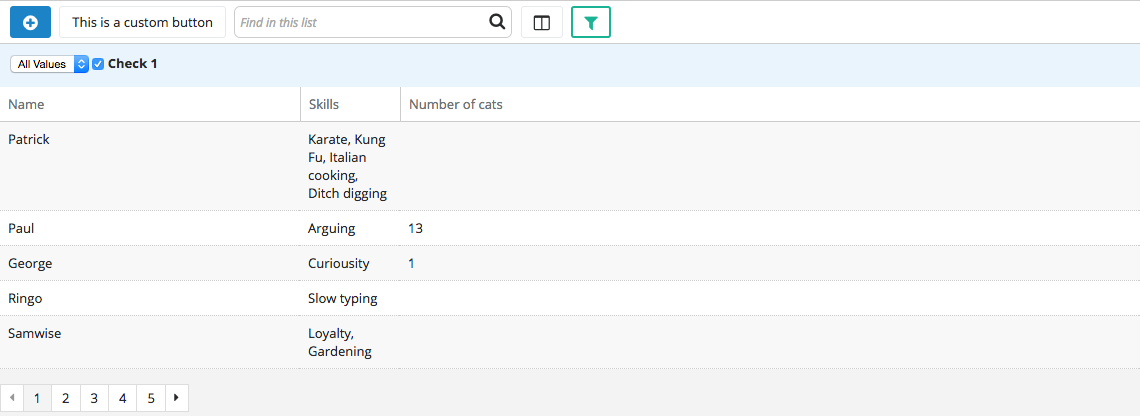 This is a custom button Find in this list
All Values Check 1
Name Skills Number of cats
Patrick Karate, Kung
Fu, Italian
cooking,
Ditch digging
Paul Arguing 13
George Curiousity 1
Ringo Slow typing
Samwise Loyalty,
Gardening
1 2 3 4 5